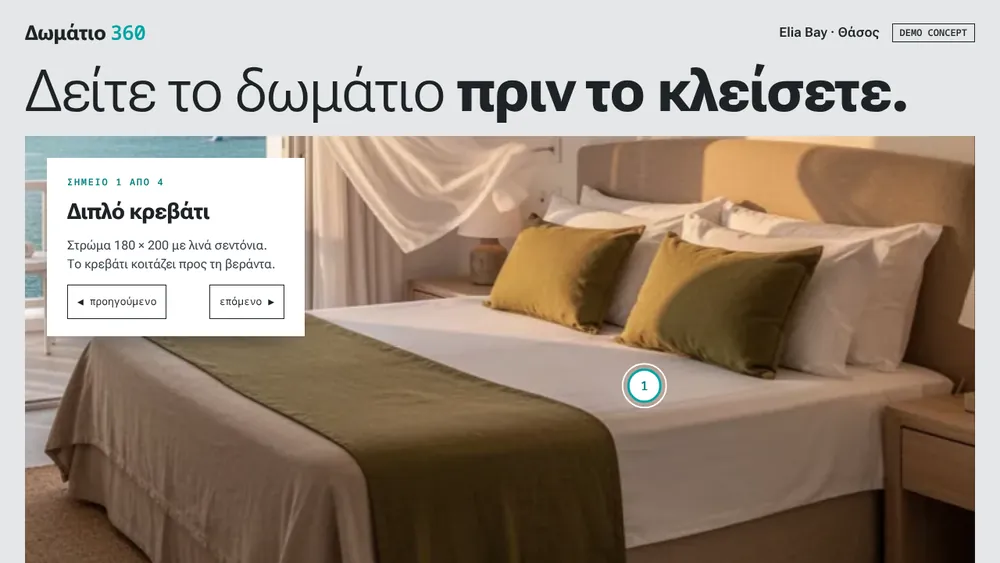 Δωμάτιο 360
Elia Bay · Θάσος
DEMO CONCEPT
Δείτε το δωμάτιο πριν το κλείσετε.
ΣΗΜΕΙΟ 1 ΑΠΟ 4
Διπλό κρεβάτι
Στρώμα 180 × 200 με λινά σεντόνια.
Το κρεβάτι κοιτάζει προς τη βεράντα.
◄ προηγούμενο
επόμενο ►
1